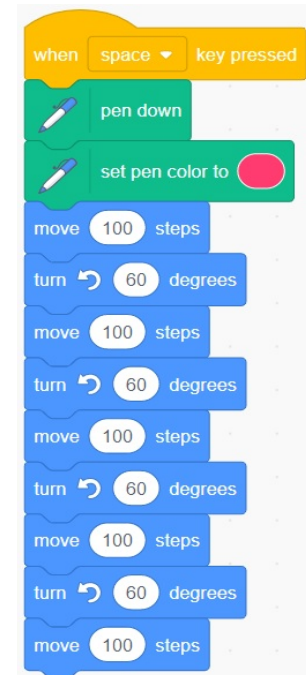 when space key pressed
pen down
set pen color to
move 100 steps
turn 60 degrees
move 100 steps
turn 60 degrees
move 100 steps
turn 60 degrees
move 100 steps
turn 60 degrees
move 100 steps